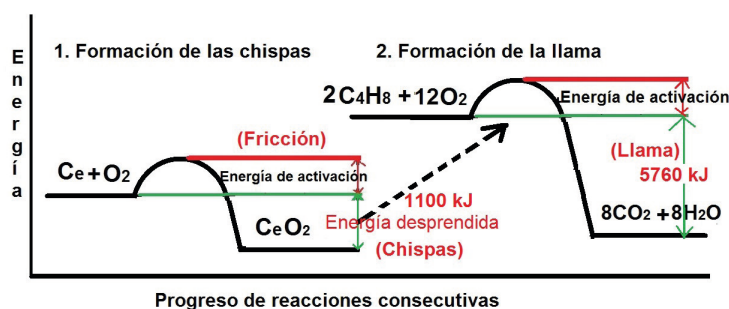 Energía
1. Formación de las chispas
2. Formación de la llama
Ce+O2
(Fricción)
Energía de activación
CeO2
1100 kJ
Energía desprendida
(Chispas)
2C4H8 +12O2
Energía de activación
(Llama)
5760 kJ
8CO2 +8H2O
Progreso de reacciones consecutivas